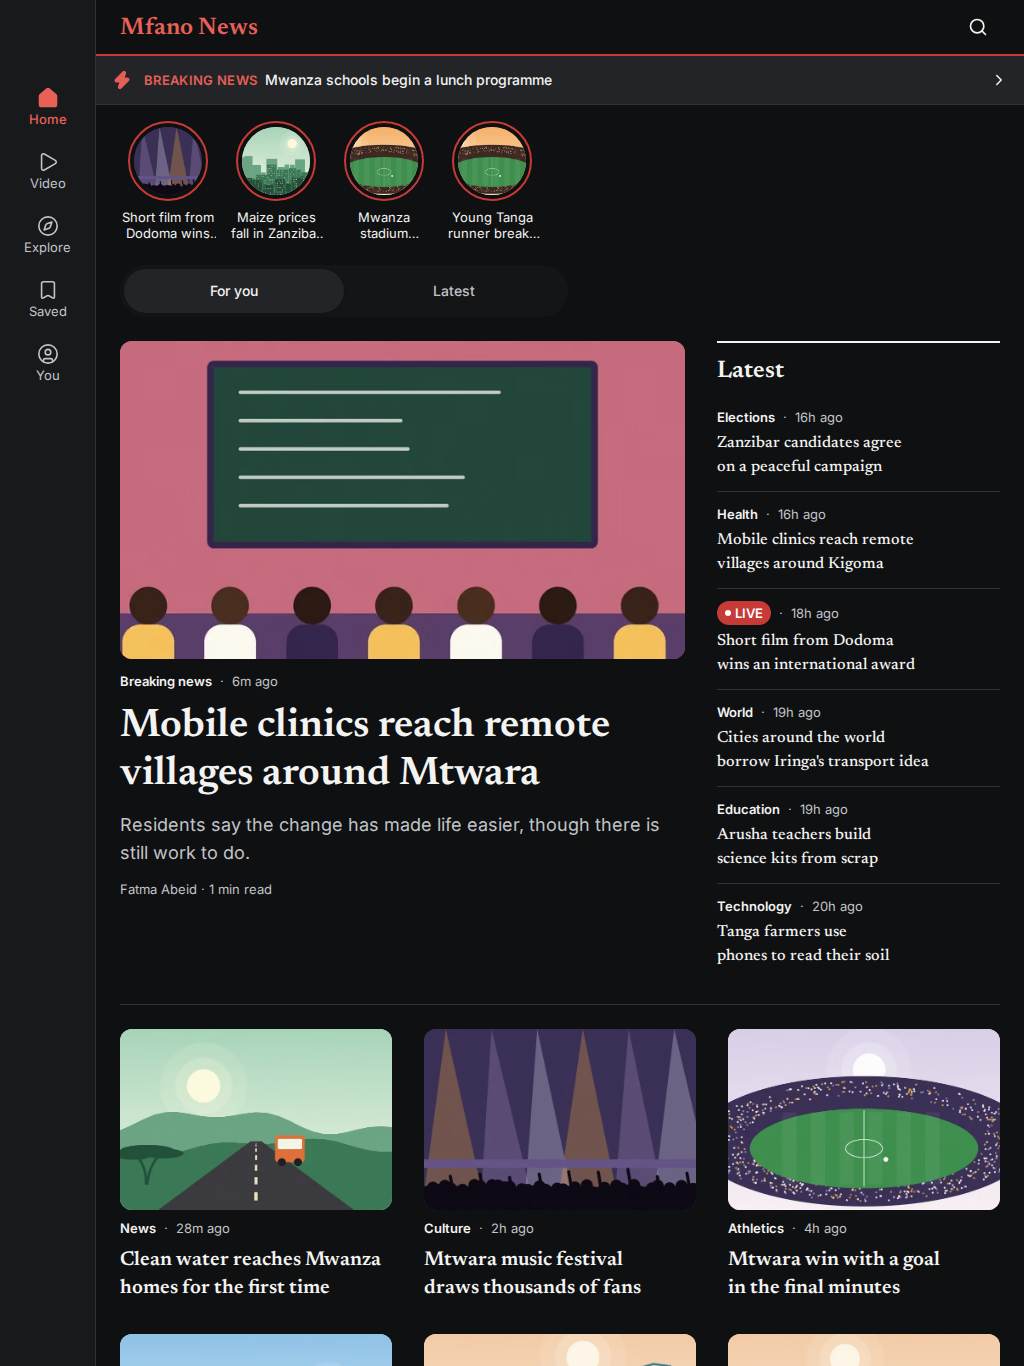 Mfano News
BREAKING NEWS Mwanza schools begin a lunch programme
Home
Video
Explore
Saved
You
Short film from
Dodoma wins..
Maize prices
fall in Zanziba..
Mwanza
stadium...
Young Tanga
runner break...
For you
Latest
Breaking news · 6m ago
Mobile clinics reach remote
villages around Mtwara
Residents say the change has made life easier, though there is
still work to do.
Fatma Abeid · 1 min read
Latest
Elections · 16h ago
Zanzibar candidates agree
on a peaceful campaign
Health · 16h ago
Mobile clinics reach remote
villages around Kigoma
LIVE · 18h ago
Short film from Dodoma
wins an international award
World · 19h ago
Cities around the world
borrow Iringa's transport idea
Education · 19h ago
Arusha teachers build
science kits from scrap
Technology · 20h ago
Tanga farmers use
phones to read their soil
News · 28m ago
Clean water reaches Mwanza
homes for the first time
Culture · 2h ago
Mtwara music festival
draws thousands of fans
Athletics · 4h ago
Mtwara win with a goal
in the final minutes